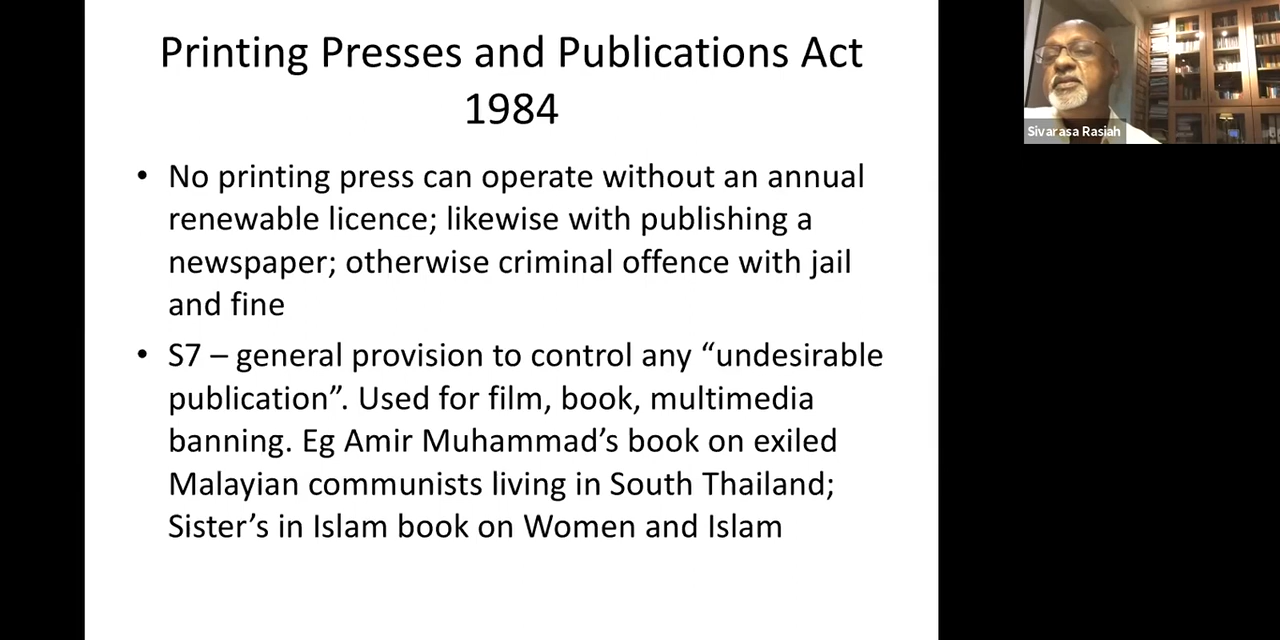 Printing Presses and Publications Act
1984
• No printing press can operate without an annual
renewable licence; likewise with publishing a
newspaper; otherwise criminal offence with jail
and fine
• S7 – general provision to control any “undesirable
publication”. Used for film, book, multimedia
banning. Eg Amir Muhammad’s book on exiled
Malayian communists living in South Thailand;
Sister’s in Islam book on Women and Islam
Sivarasa Rasiah